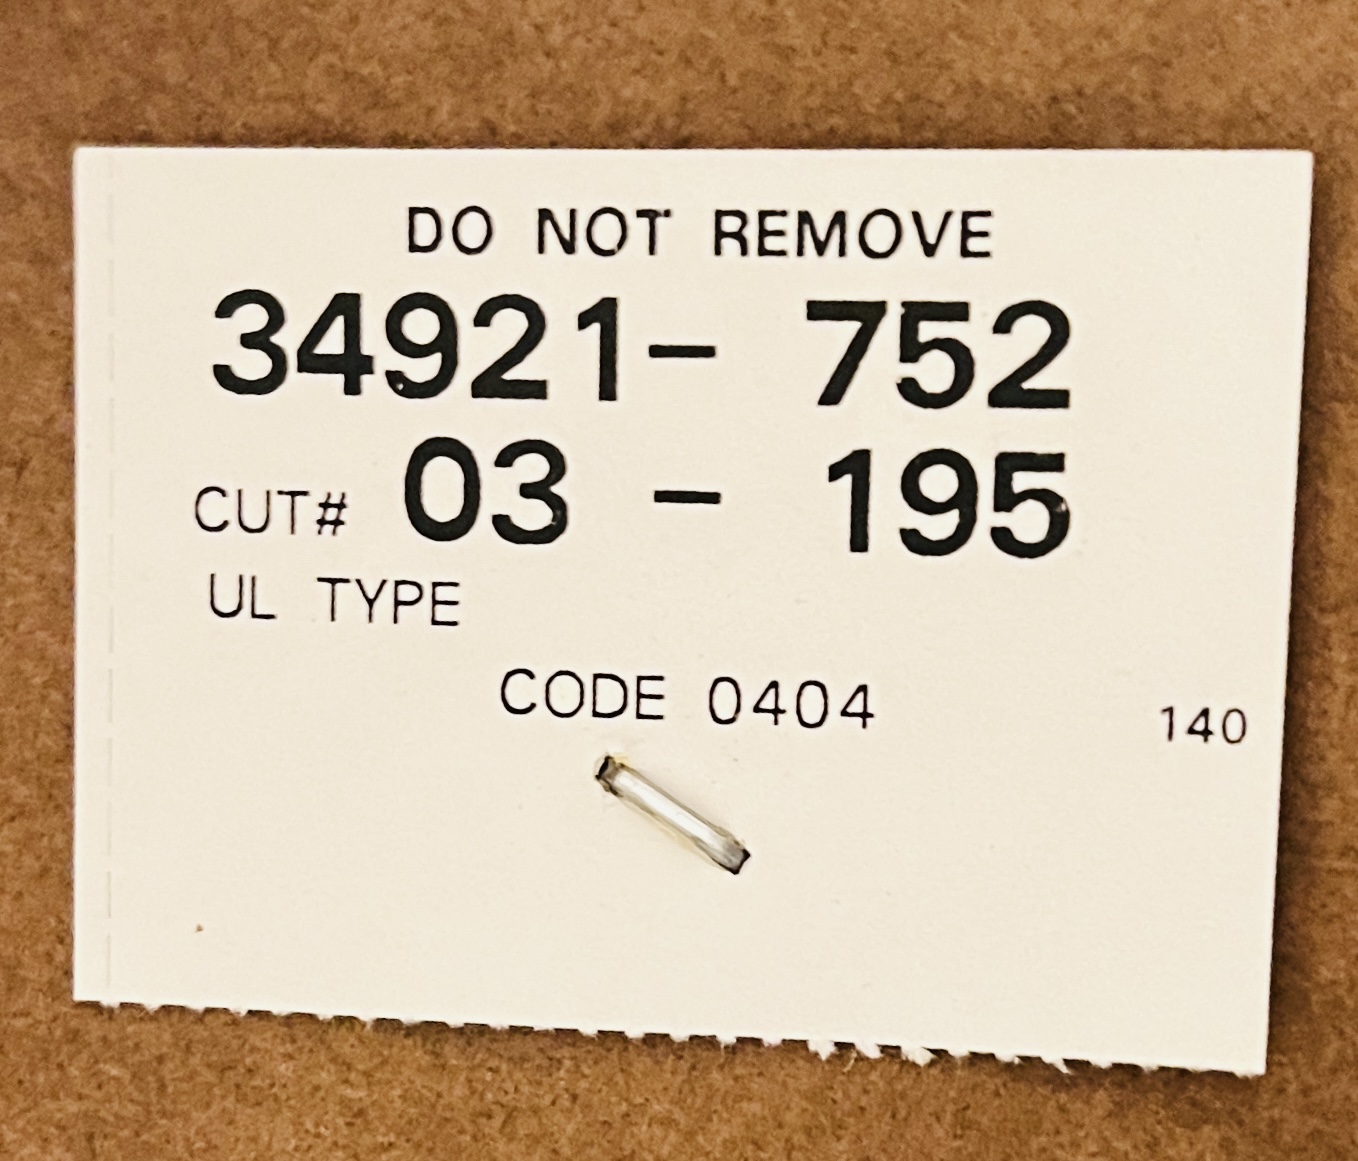 DO NOT REMOVE
34921- 752
CUT# 03 - 195
UL TYPE
CODE 0404
140